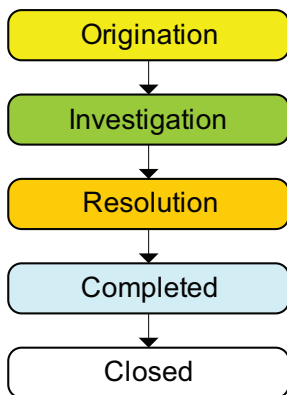 Origination
Investigation
Resolution
Completed
Closed